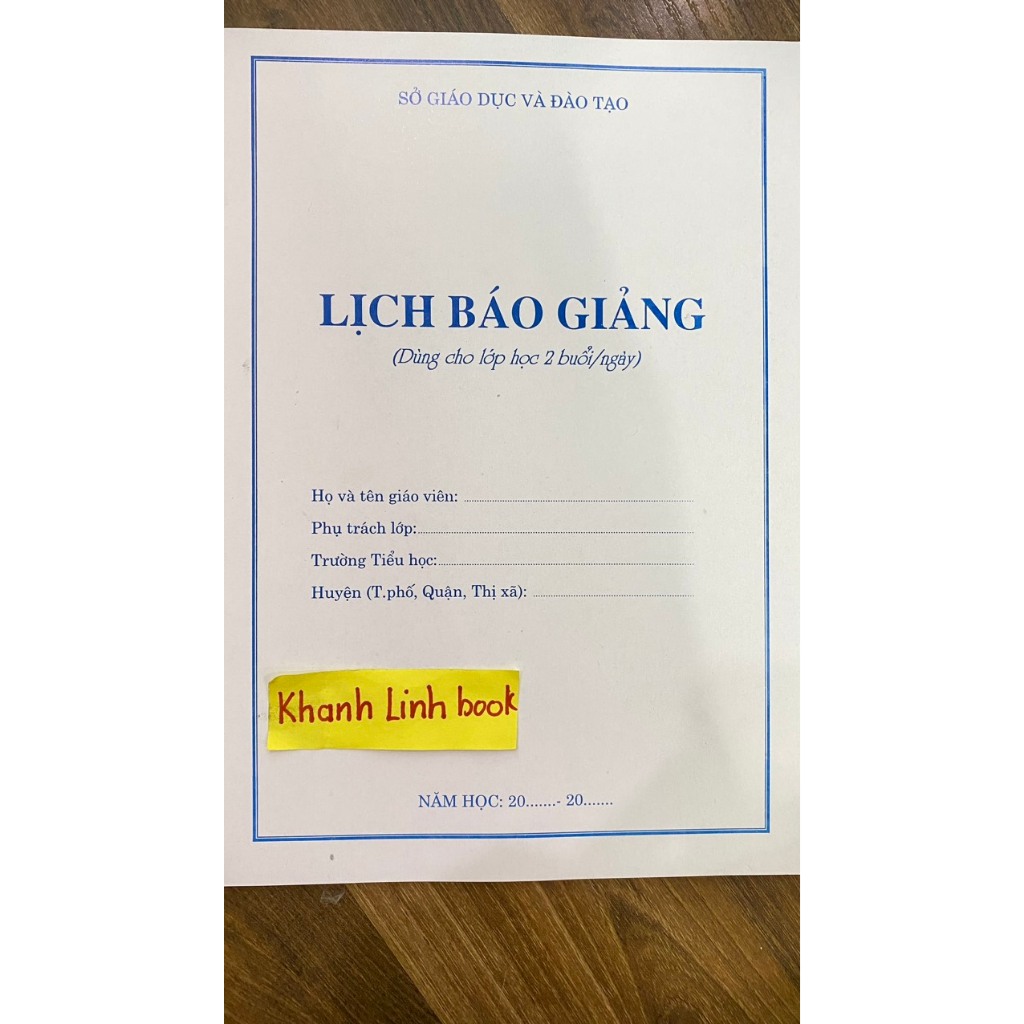 SỞ GIÁO DỤC VÀ ĐÀO TẠO
LỊCH BÁO GIẢNG
(Dùng cho lớp học 2 buổi/ngày)
Họ và tên giáo viên: ........................................
Phụ trách lớp:........................................
Trường Tiểu học:........................................
Huyện (T.phố, Quận, Thị xã): ........................................
Khanh Linh book
NĂM HỌC: 20.......- 20.......